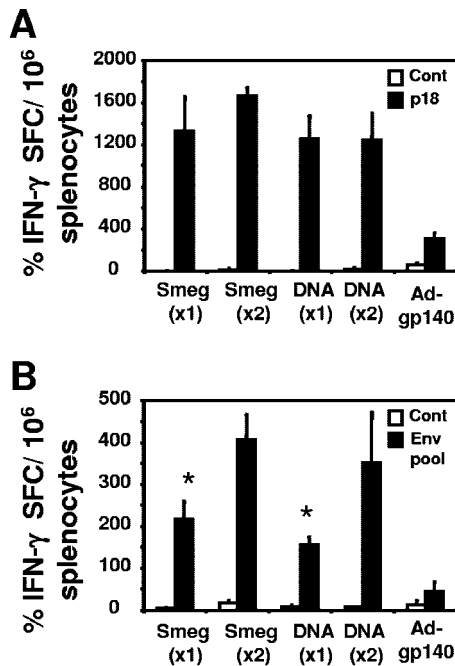 A
% IFN-γ SFC/ 10⁶
splenocytes
2000
1600
1200
800
400
0
Cont
p18
Smeg
(x1)
Smeg
(x2)
DNA
(x1)
DNA
(x2)
Ad-
gp140
B
% IFN-γ SFC/ 10⁶
splenocytes
500
400
300
200
100
0
Cont
Env
pool
*
*
Smeg
(x1)
Smeg
(x2)
DNA
(x1)
DNA
(x2)
Ad-
gp140